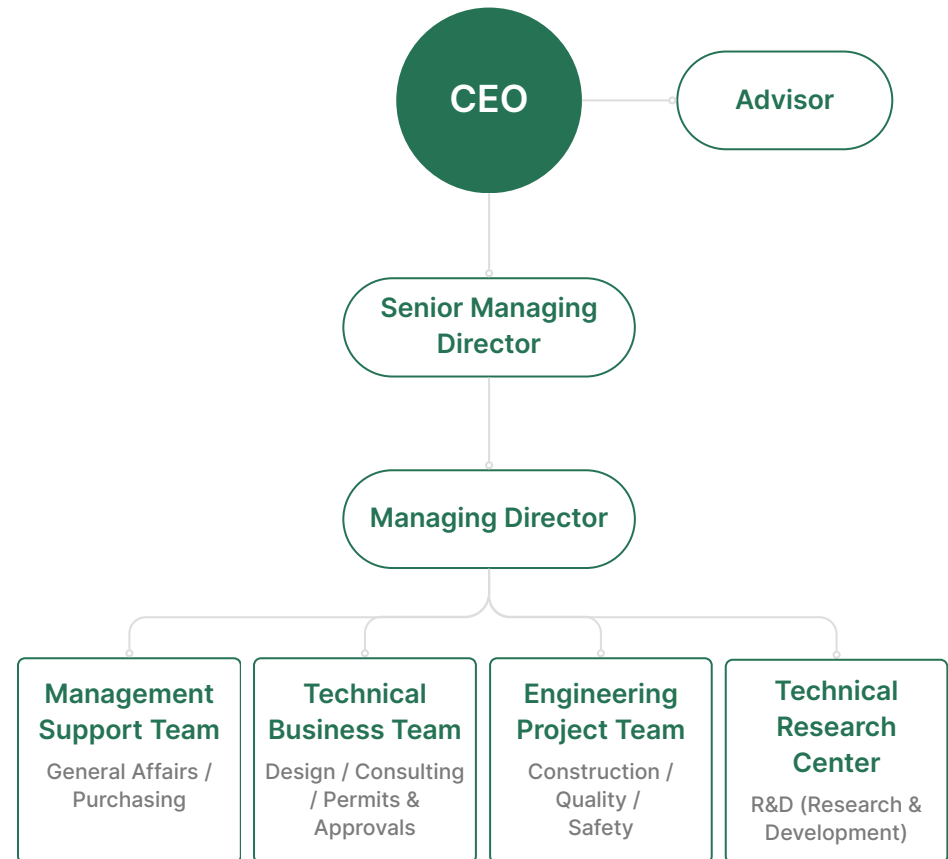 CEO
Advisor
Senior Managing
Director
Managing Director
Management
Support Team
General Affairs /
Purchasing
Technical
Business Team
Design / Consulting
/ Permits &
Approvals
Engineering
Project Team
Construction /
Quality /
Safety
Technical
Research
Center
R&D (Research &
Development)